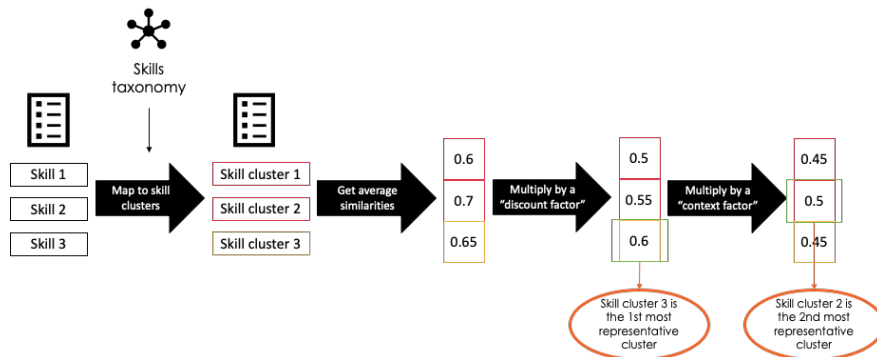 Skills
taxonomy
Skill 1
Skill 2
Skill 3
Map to skill
clusters
Skill cluster 1
Skill cluster 2
Skill cluster 3
Get average
similarities
0.6
0.7
0.65
Multiply by a
“discount factor”
0.5
0.55
0.6
Multiply by a
“context factor”
0.45
0.5
0.45
Skill cluster 3 is
the 1st most
representative
cluster
Skill cluster 2 is
the 2nd most
representative
cluster